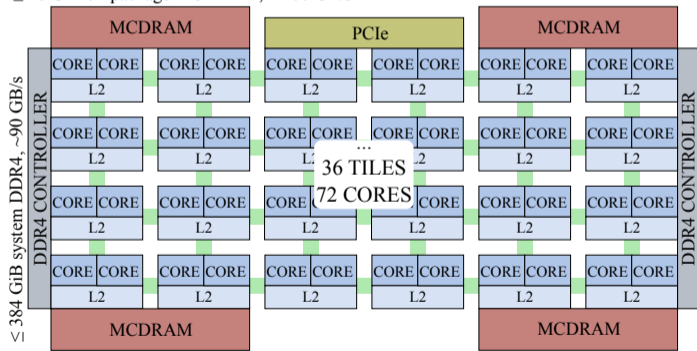 MCDRAM PCIe MCDRAM
CORE CORE CORE CORE CORE CORE CORE CORE CORE CORE CORE CORE
L2 L2 L2 L2 L2 L2
CORE CORE CORE CORE CORE CORE CORE CORE CORE CORE CORE CORE
L2 L2 L2 L2
...
36 TILES
72 CORES
CORE CORE CORE CORE CORE CORE CORE CORE CORE CORE CORE
L2 L2 L2 L2 L2 L2
CORE CORE CORE CORE CORE CORE CORE CORE CORE CORE CORE CORE
L2 L2 L2 L2 L2 L2
MCDRAM MCDRAM
≤ 384 GiB system DDR4, ~90 GB/s
DDR4 CONTROLLER
DDR4 CONTROLLER